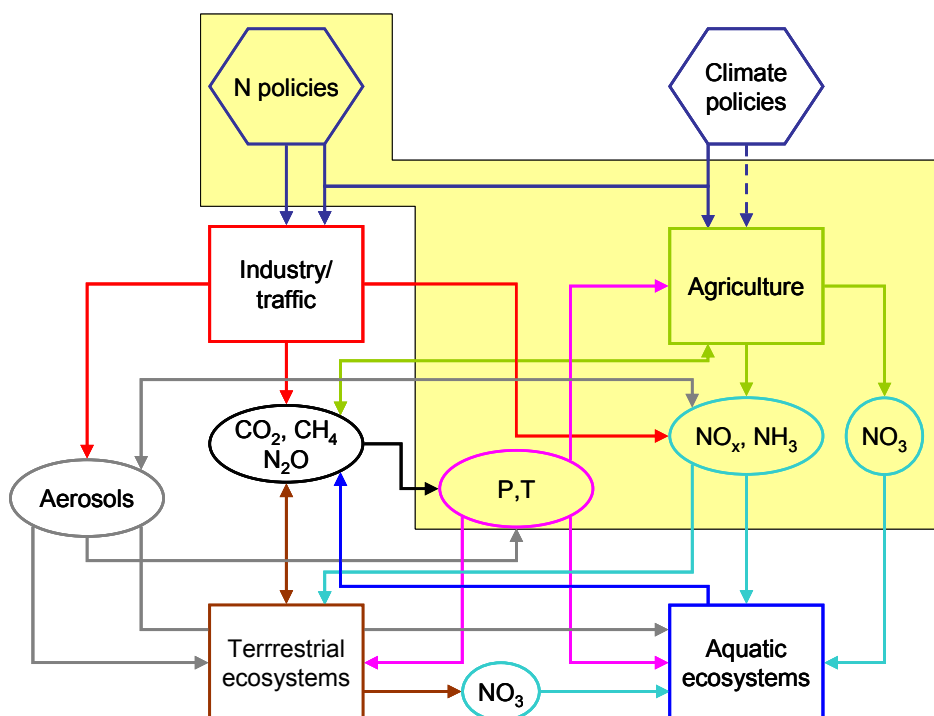 N policies
Climate
policies
Industry/
traffic
Agriculture
CO₂, CH₄
N₂O
NOₓ, NH₃
NO₃
Aerosols
P,T
Terrrestrial
ecosystems
NO₃
Aquatic
ecosystems